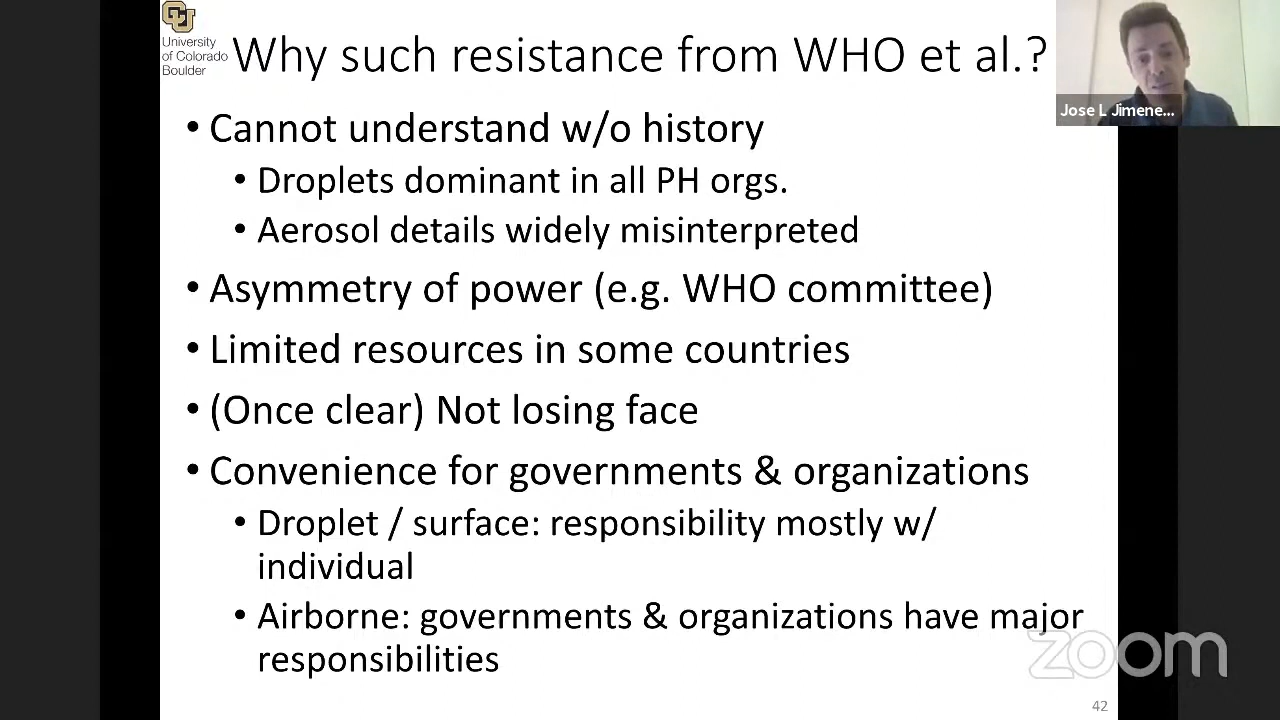 University
of Colorado
Boulder
Why such resistance from WHO et al.?
Jose L Jimene...
• Cannot understand w/o history
• Droplets dominant in all PH orgs.
• Aerosol details widely misinterpreted
• Asymmetry of power (e.g. WHO committee)
• Limited resources in some countries
• (Once clear) Not losing face
• Convenience for governments & organizations
• Droplet / surface: responsibility mostly w/
individual
• Airborne: governments & organizations have major
responsibilities
zoom
42